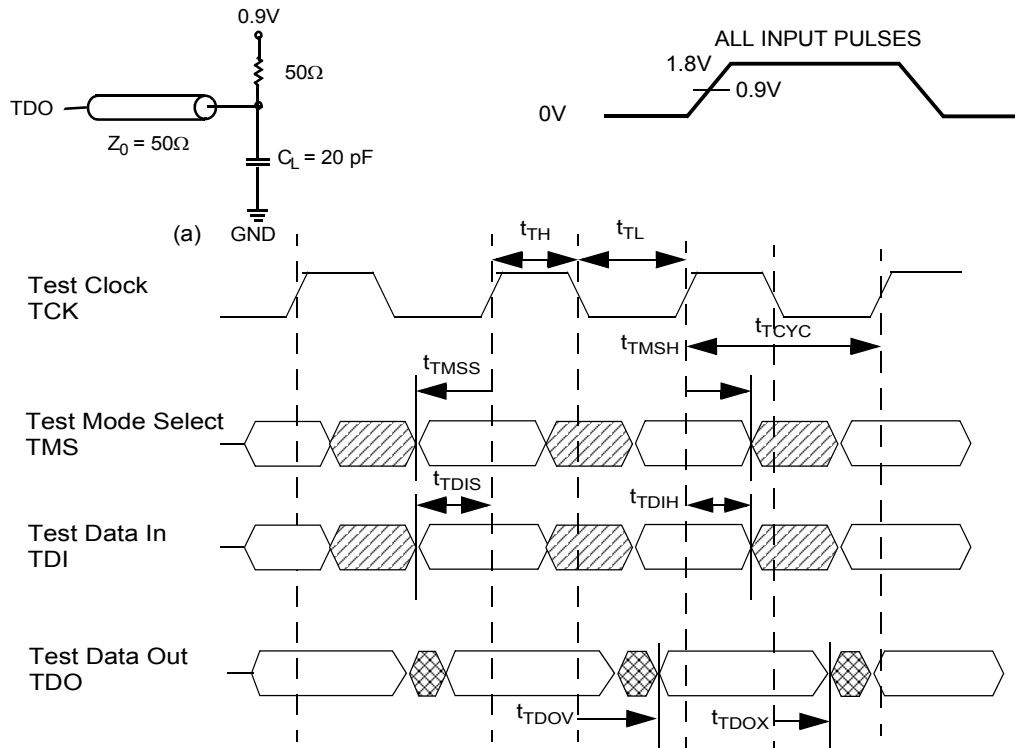 0.9V
50Ω
TDO
Z0 = 50Ω
CL = 20 pF
(a)
GND
ALL INPUT PULSES
1.8V
0.9V
0V
tTH
tTL
Test Clock
TCK
tTCYC
tTMSH
tTMSS
Test Mode Select
TMS
tTDIS
tTDIH
Test Data In
TDI
Test Data Out
TDO
tTDOV
tTDOX